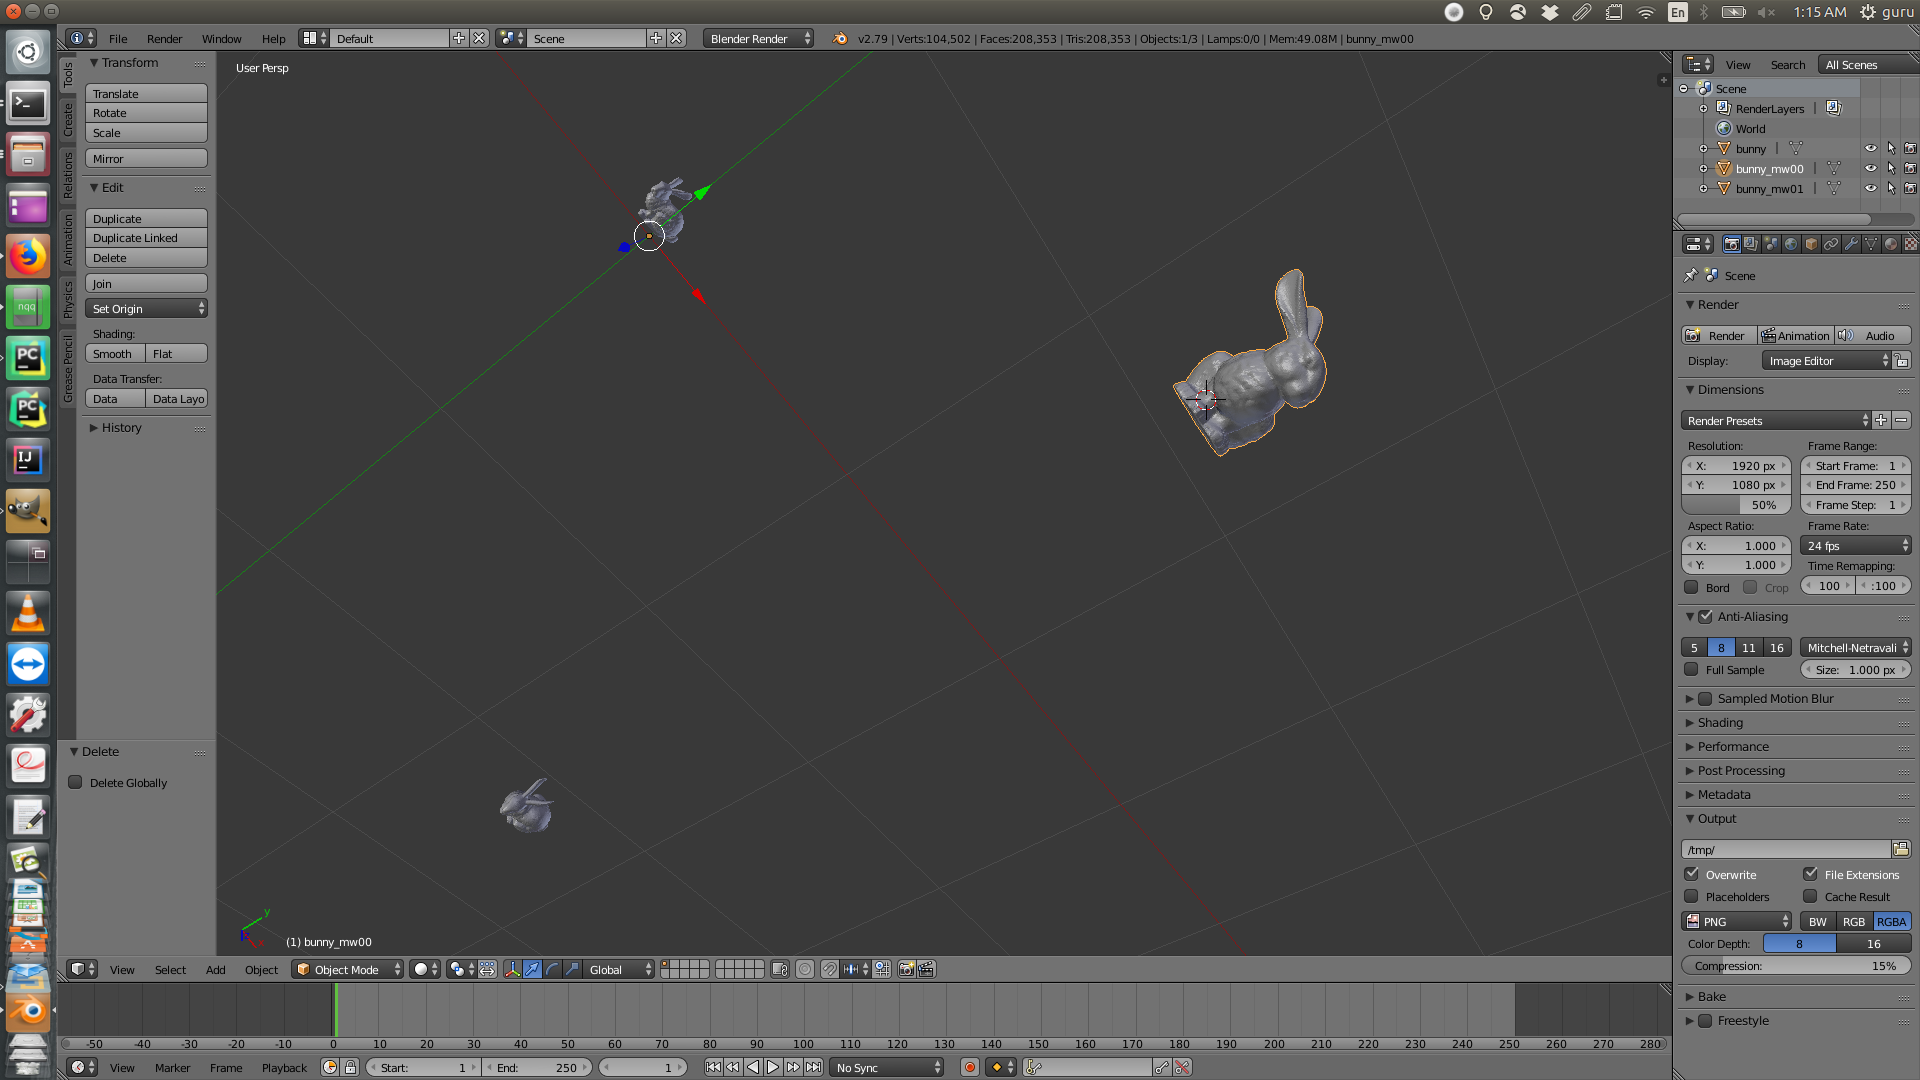 En 1:15 AM guru
File Render Window Help Default Scene Blender Render v2.79 | Verts:104,502 | Faces:208,353 | Tris:208,353 | Objects:1/3 | Lamps:0/0 | Mem:49.08M | bunny_mw00
Tools
Create
Relations
Animation
Physics
Grease Pencil
Transform
Translate
Rotate
Scale
Mirror
Edit
Duplicate
Duplicate Linked
Delete
Join
Set Origin
Shading:
Smooth Flat
Data Transfer:
Data Data Layo
History
Delete
Delete Globally
User Persp
y
(1) bunny_mw00
View Search All Scenes
Scene
RenderLayers
World
bunny
bunny_mw00
bunny_mw01
Scene
Render
Render Animation Audio
Display: Image Editor
Dimensions
Render Presets
Resolution: Frame Range:
X: 1920 px Start Frame: 1
Y: 1080 px End Frame: 250
50% Frame Step: 1
Aspect Ratio: Frame Rate:
X: 1.000 24 fps
Y: 1.000 Time Remapping:
Bord Crop 100 :100
Anti-Aliasing
5 8 11 16 Mitchell-Netravali
Full Sample Size: 1.000 px
Sampled Motion Blur
Shading
Performance
Post Processing
Metadata
Output
/tmp/
Overwrite File Extensions
Placeholders Cache Result
PNG BW RGB RGBA
Color Depth: 8 16
Compression: 15%
Bake
Freestyle
View Select Add Object Object Mode Global
-50 -40 -30 -20 -10 0 10 20 30 40 50 60 70 80 90 100 110 120 130 140 150 160 170 180 190 200 210 220 230 240 250 260 270 280
View Marker Frame Playback Start: 1 End: 250 1 No Sync
nqq
PC
PC
IJ